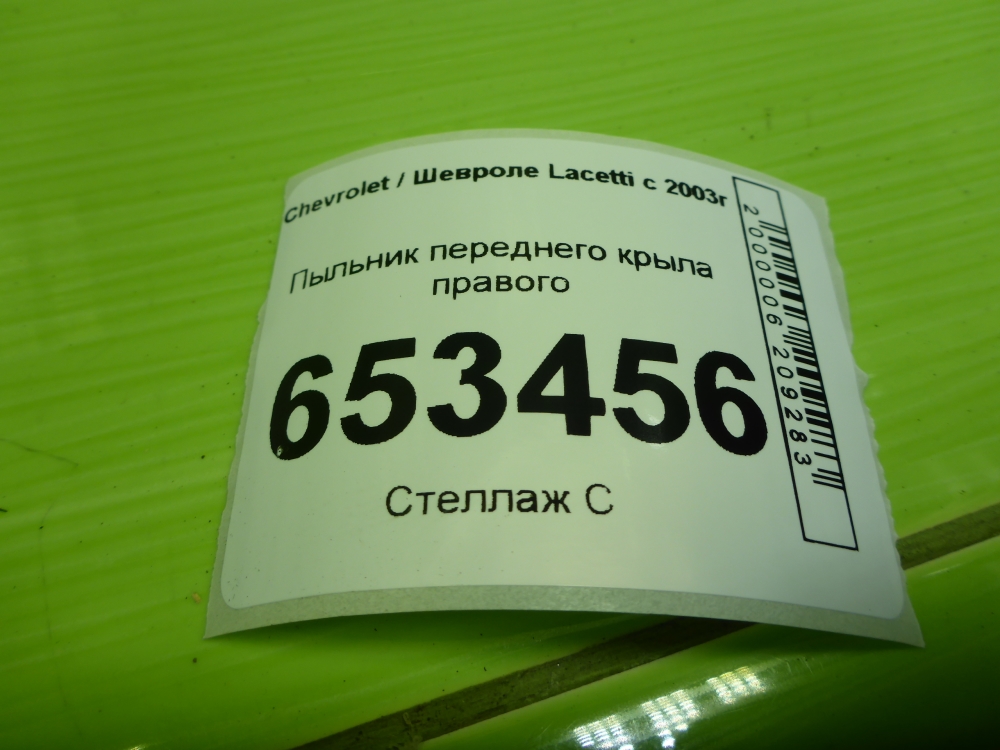 Chevrolet / Шевроле Lacetti с 2003г
Пыльник переднего крыла
правого
653456
Стеллаж С
2000006209283